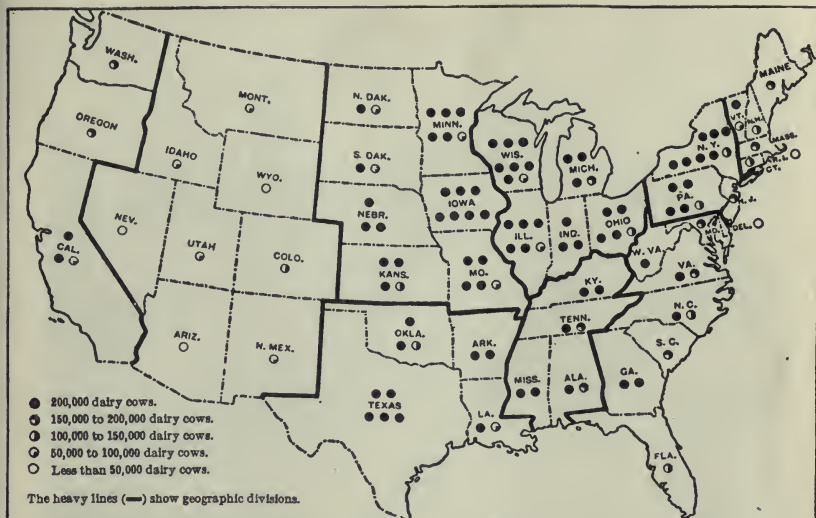 WASH.
MONT.
N. DAK.
MINN.
MAINE
VT.
N.H.
OREGON
IDAHO
S. DAK.
WIS.
MICH.
N.Y.
MASS.
R.I.
CT.
WYO.
IOWA
NEBR.
PA.
N.J.
NEV.
UTAH
COLO.
ILL.
IND.
OHIO
MD.
DEL.
CAL.
KANS.
MO.
W. VA.
VA.
KY.
ARIZ.
N. MEX.
OKLA.
ARK.
TENN.
N.C.
S.C.
TEXAS
LA.
MISS.
ALA.
GA.
FLA.
200,000 dairy cows.
150,000 to 200,000 dairy cows.
100,000 to 150,000 dairy cows.
50,000 to 100,000 dairy cows.
Less than 50,000 dairy cows.
The heavy lines (—) show geographic divisions.